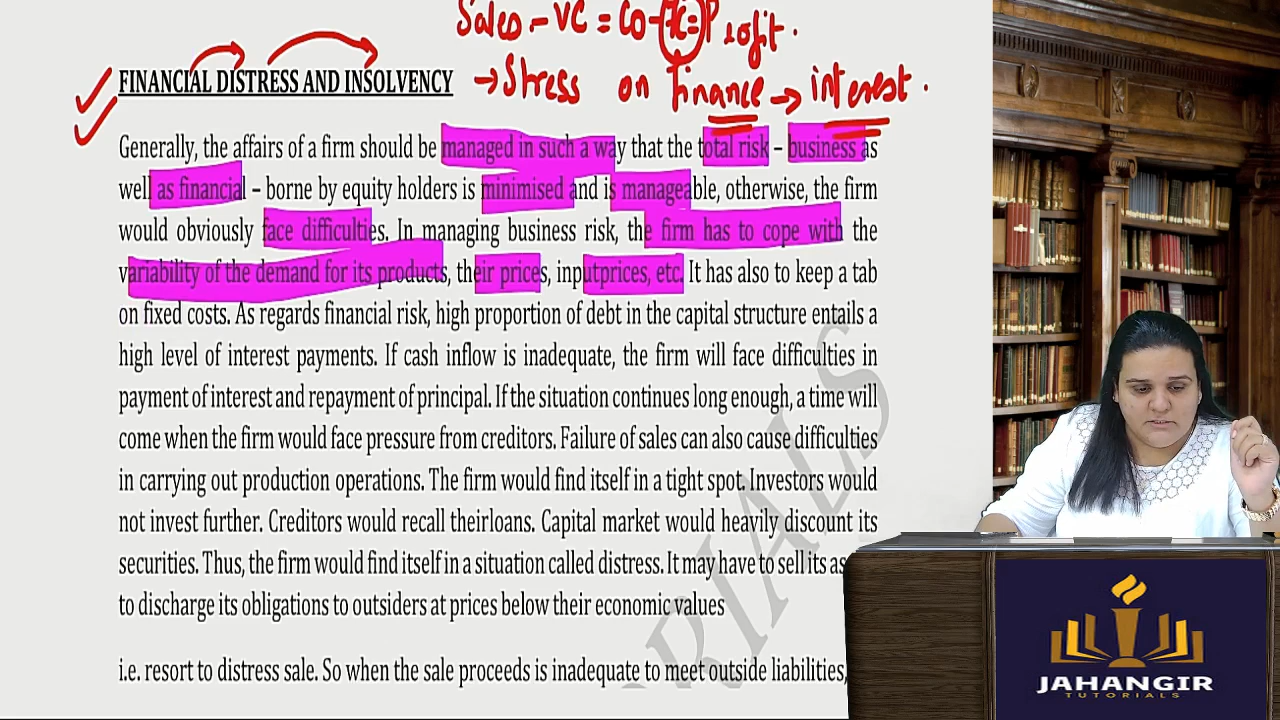 Sales - VC = Co - FC = Profit.
→ Stress on Finance → interest.
FINANCIAL DISTRESS AND INSOLVENCY
Generally, the affairs of a firm should be managed in such a way that the total risk – business as
well as financial – borne by equity holders is minimised and is manageable, otherwise, the firm
would obviously face difficulties. In managing business risk, the firm has to cope with the
variability of the demand for its products, their prices, inputprices, etc. It has also to keep a tab
on fixed costs. As regards financial risk, high proportion of debt in the capital structure entails a
high level of interest payments. If cash inflow is inadequate, the firm will face difficulties in
payment of interest and repayment of principal. If the situation continues long enough, a time will
come when the firm would face pressure from creditors. Failure of sales can also cause difficulties
in carrying out production operations. The firm would find itself in a tight spot. Investors would
not invest further. Creditors would recall theirloans. Capital market would heavily discount its
securities. Thus, the firm would find itself in a situation called distress. It may have to sell its as
to discharge its obligations to outsiders at prices below their economic values
i.e. resort to distress sale. So when the sale proceeds is inadequate to meet outside liabilities,
RIALS
JAHANGIR
TUTORIALS